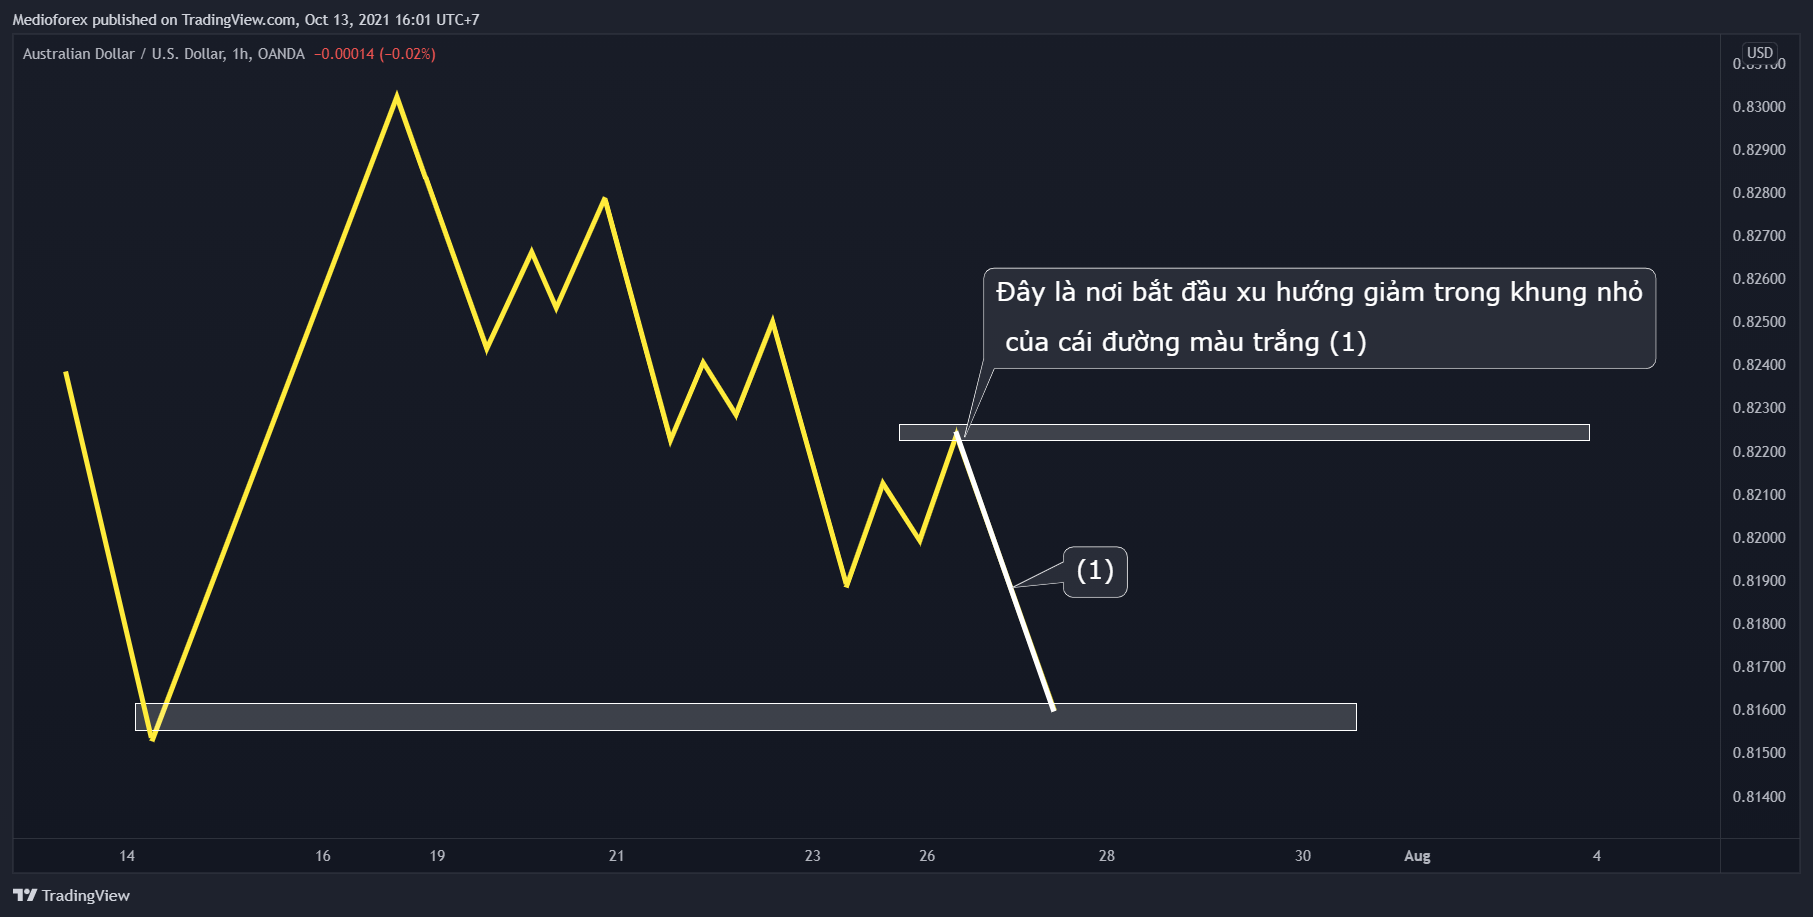 Medioforex published on TradingView.com, Oct 13, 2021 16:01 UTC+7
Australian Dollar / U.S. Dollar, 1h, OANDA −0.00014 (−0.02%)
USD
0.83000
0.82900
0.82800
0.82700
0.82600
Đây là nơi bắt đầu xu hướng giảm trong khung nhỏ
của cái đường màu trắng (1)
0.82500
0.82400
0.82300
0.82200
0.82100
0.82000
0.81900
(1)
0.81800
0.81700
0.81600
0.81500
0.81400
14 16 19 21 23 26 28 30 Aug 4
TradingView